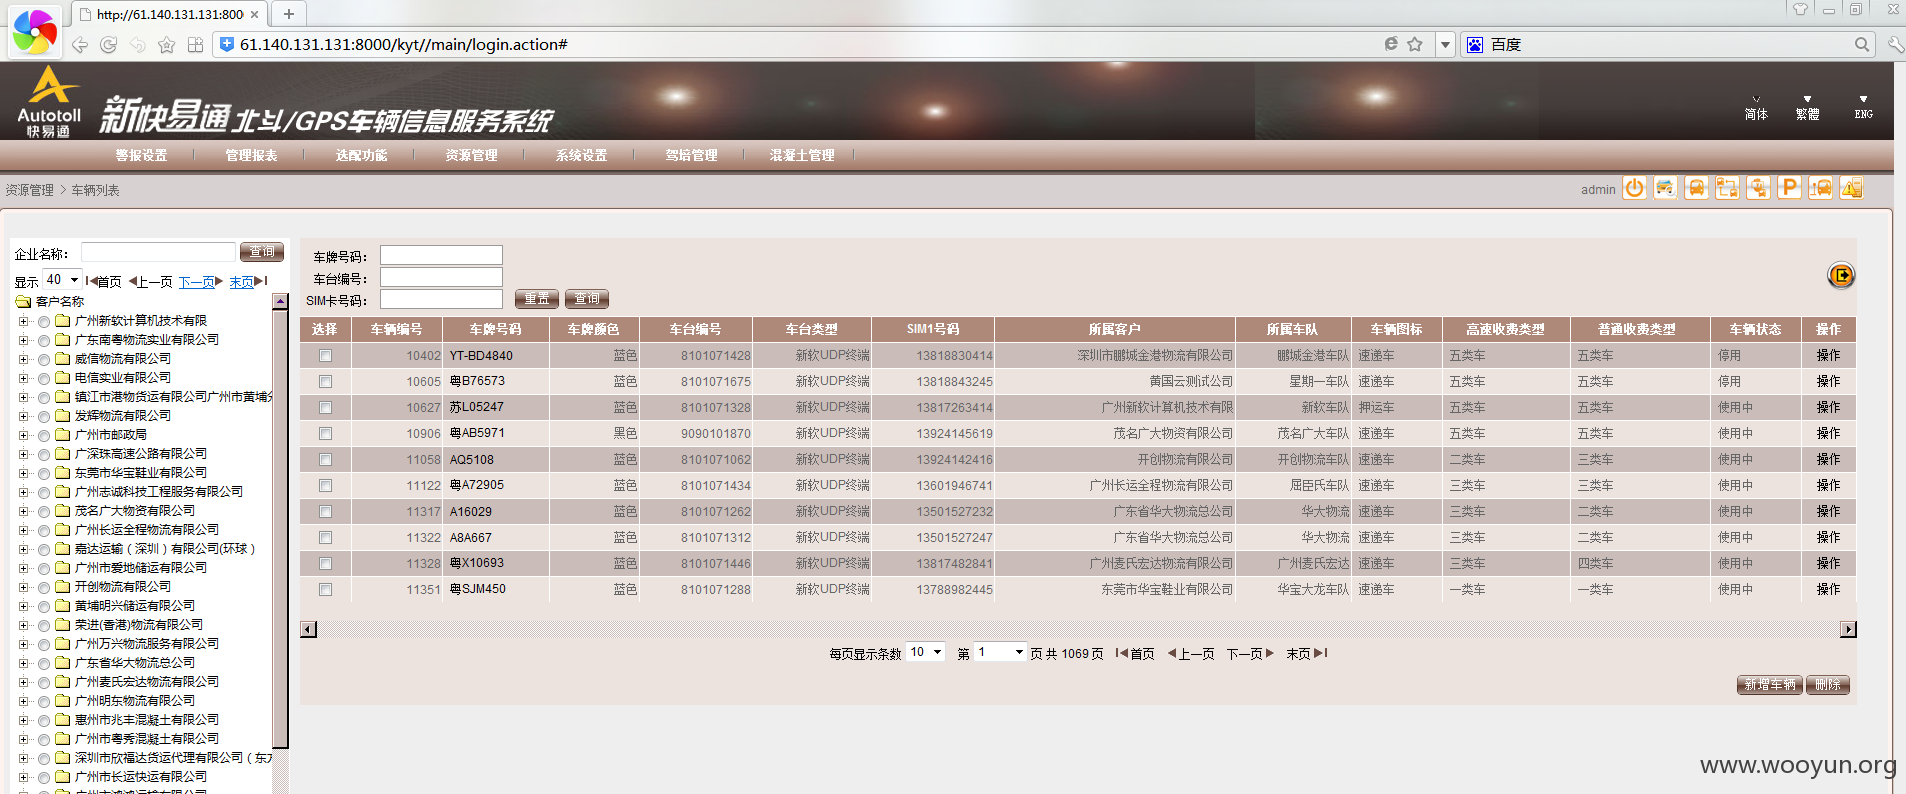 http://61.140.131.131:800
61.140.131.131:8000/kyt//main/login.action#
百度
Autotoll
快易通
新快易通北斗/GPS车辆信息服务系统
简体 繁體 ENG
警报设置 管理报表 选配功能 资源管理 系统设置 驾培管理 混凝土管理
资源管理 > 车辆列表
admin
企业名称： 查询
显示 40 首页 上一页 下一页 末页
客户名称
广州新软计算机技术有限
广东南粤物流实业有限公司
威信物流有限公司
电信实业有限公司
镇江市港物货运有限公司广州市黄埔分
发辉物流有限公司
广州市邮政局
广深珠高速公路有限公司
东莞市华宝鞋业有限公司
广州志诚科技工程服务有限公司
茂名广大物资有限公司
广州长运全程物流有限公司
嘉达运输（深圳）有限公司(环球)
广州市爱地储运有限公司
开创物流有限公司
黄埔明兴储运有限公司
荣进(香港)物流有限公司
广州万兴物流服务有限公司
广东省华大物流总公司
广州麦氏宏达物流有限公司
广州明东物流有限公司
惠州市兆丰混凝土有限公司
广州市粤秀混凝土有限公司
深圳市欣福达货运代理有限公司（东
广州市长运快运有限公司
车牌号码：
车台编号：
SIM卡号码： 重置 查询
选择 车辆编号 车牌号码 车牌颜色 车台编号 车台类型 SIM1号码 所属客户 所属车队 车辆图标 高速收费类型 普通收费类型 车辆状态 操作
10402 YT-BD4840 蓝色 8101071428 新软UDP终端 13818830414 深圳市鹏城金港物流有限公司 鹏城金港车队 速递车 五类车 五类车 停用 操作
10605 粤B76573 蓝色 8101071675 新软UDP终端 13818843245 黄国云测试公司 星期一车队 速递车 五类车 五类车 停用 操作
10627 苏L05247 蓝色 8101071328 新软UDP终端 13817263414 广州新软计算机技术有限 新软车队 押运车 五类车 五类车 使用中 操作
10906 粤AB5971 黑色 9090101870 新软UDP终端 13924145619 茂名广大物资有限公司 茂名广大车队 速递车 五类车 五类车 使用中 操作
11058 AQ5108 蓝色 8101071062 新软UDP终端 13924142416 开创物流有限公司 开创物流车队 速递车 二类车 三类车 使用中 操作
11122 粤A72905 蓝色 8101071434 新软UDP终端 13601946741 广州长运全程物流有限公司 屈臣氏车队 速递车 三类车 三类车 使用中 操作
11317 A16029 蓝色 8101071262 新软UDP终端 13501527232 广东省华大物流总公司 华大物流 速递车 三类车 二类车 使用中 操作
11322 A8A667 蓝色 8101071312 新软UDP终端 13501527247 广东省华大物流总公司 华大物流 速递车 三类车 二类车 使用中 操作
11328 粤X10693 蓝色 8101071446 新软UDP终端 13817482841 广州麦氏宏达物流有限公司 广州麦氏宏达 速递车 三类车 四类车 使用中 操作
11351 粤SJM450 蓝色 8101071288 新软UDP终端 13788982445 东莞市华宝鞋业有限公司 华宝大龙车队 速递车 一类车 一类车 使用中 操作
每页显示条数 10 第 1 页 共 1069 页 首页 上一页 下一页 末页
新增车辆 删除
www.wooyun.org